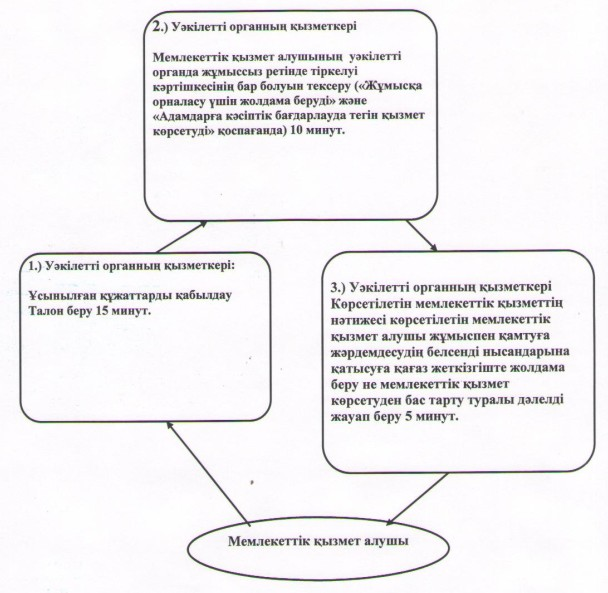 2.) Уәкілетті органның қызметкері
Мемлекеттік қызмет алушының уәкілетті
органда жұмыссыз ретінде тіркелуі
кәртішкесінің бар болуын тексеру («Жұмысқа
орналасу үшін жолдама беруді» және
«Адамдарға кәсіптік бағдарлауда тегін қызмет
көрсетуді» қоспағанда) 10 минут.
1.) Уәкілетті органның қызметкері:
Ұсынылған құжаттарды қабылдау
Талон беру 15 минут.
3.) Уәкілетті органның қызметкері
Көрсетілетін мемлекеттік қызметтің
нәтижесі көрсетілетін мемлекеттік
қызмет алушы жұмыспен қамтуға
жәрдемдесудің белсенді нысандарына
қатысуға қағаз жеткізгіште жолдама
беру не мемлекеттік қызмет
көрсетуден бас тарту туралы дәлелді
жауап беру 5 минут.
Мемлекеттік қызмет алушы